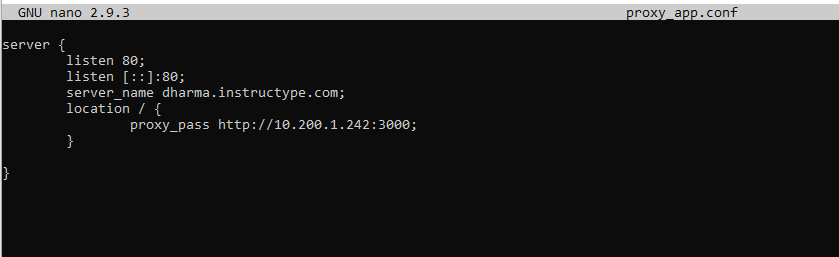 GNU nano 2.9.3 proxy_app.conf
server {
listen 80;
listen [::]:80;
server_name dharma.instructype.com;
location / {
proxy_pass http://10.200.1.242:3000;
}
}